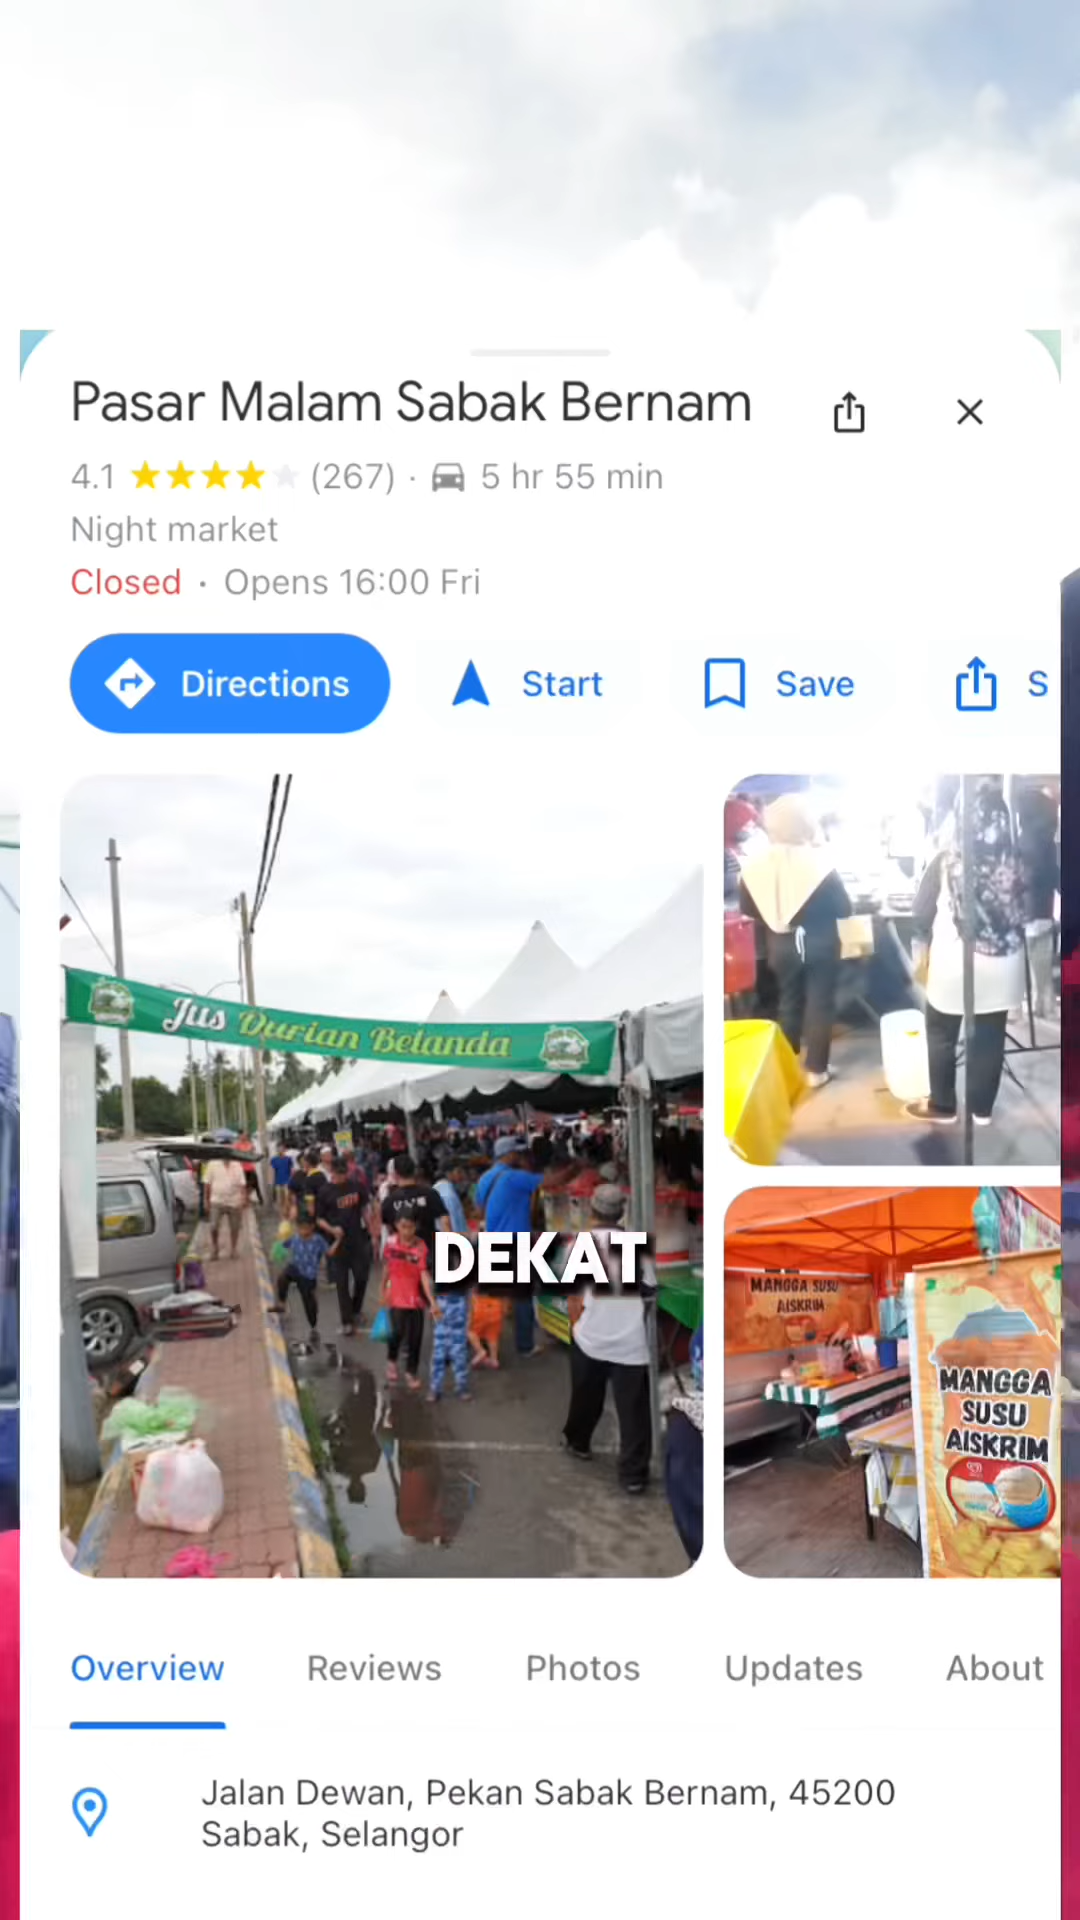 Pasar Malam Sabak Bernam
4.1 (267) · 5 hr 55 min
Night market
Closed · Opens 16:00 Fri
Directions
Start
Save
S
Jus Durian Belanda
DEKAT
MANGGA SUSU
AISKRIM
MANGGA
SUSU
AISKRIM
Overview
Reviews
Photos
Updates
About
Jalan Dewan, Pekan Sabak Bernam, 45200
Sabak, Selangor